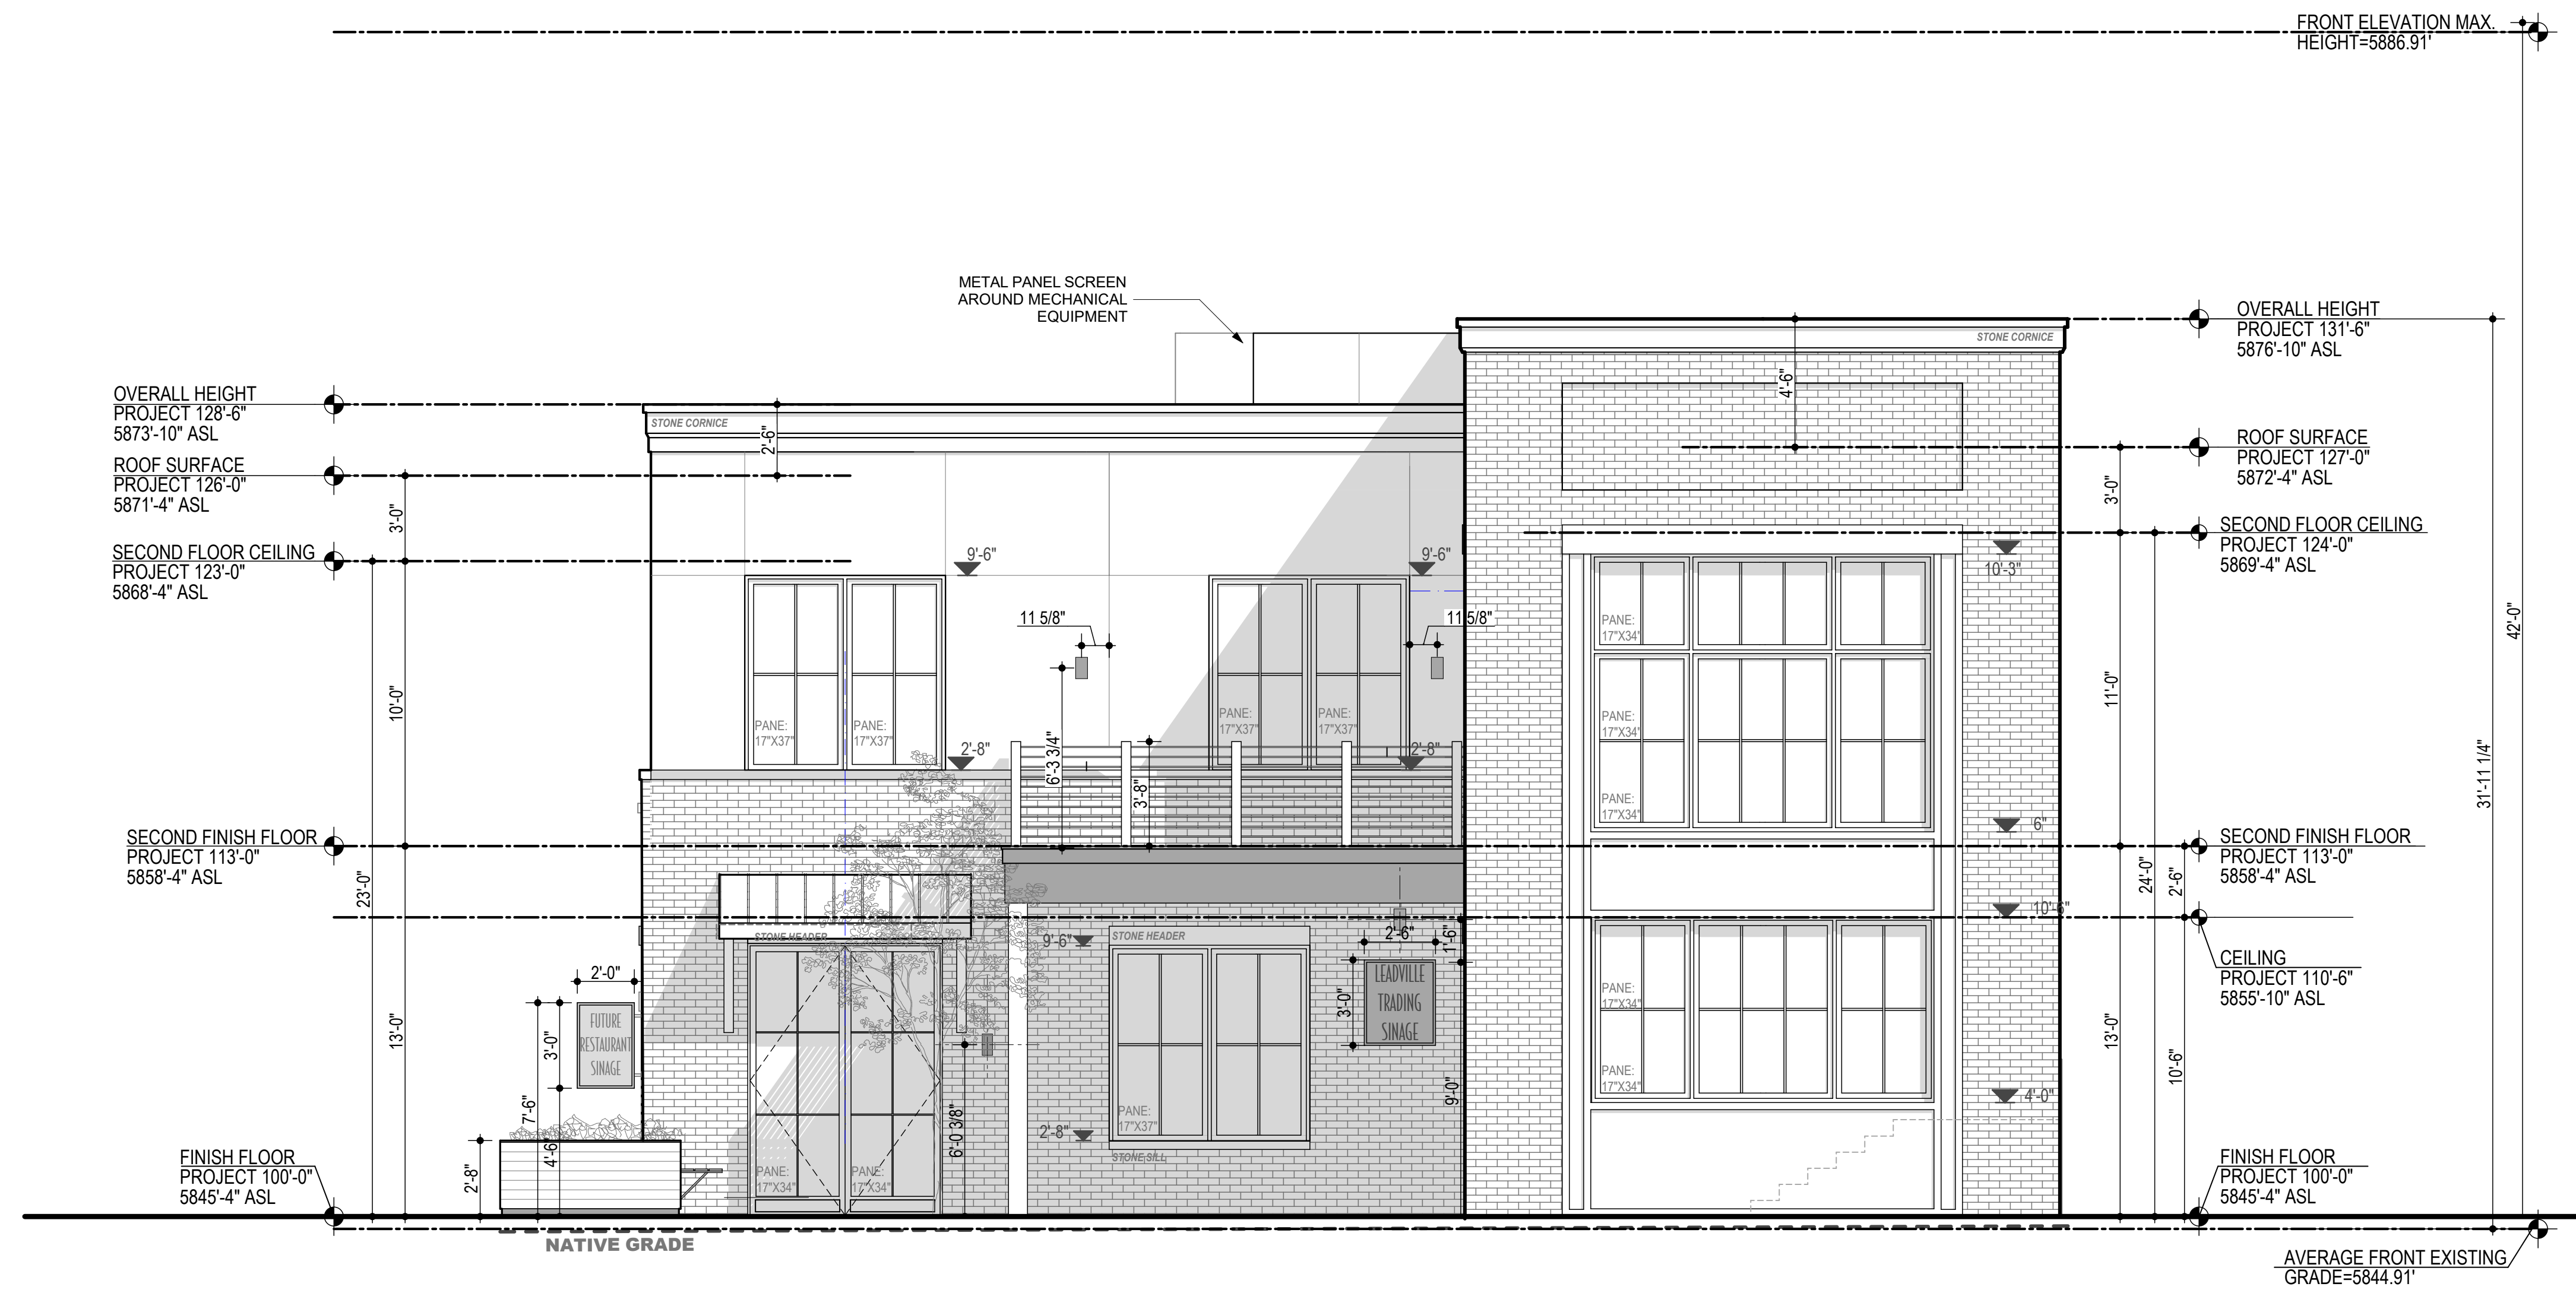 FRONT ELEVATION MAX.
HEIGHT=5886.91'
METAL PANEL SCREEN
AROUND MECHANICAL
EQUIPMENT
OVERALL HEIGHT
PROJECT 131'-6"
5876'-10" ASL
STONE CORNICE
4'-6"
OVERALL HEIGHT
PROJECT 128'-6"
5873'-10" ASL
STONE CORNICE
2'-6"
ROOF SURFACE
PROJECT 127'-0"
5872'-4" ASL
ROOF SURFACE
PROJECT 126'-0"
5871'-4" ASL
3'-0"
3'-0"
SECOND FLOOR CEILING
PROJECT 124'-0"
5869'-4" ASL
SECOND FLOOR CEILING
PROJECT 123'-0"
5868'-4" ASL
9'-6"
9'-6"
10'-3"
11 5/8"
11 5/8"
42'-0"
PANE:
17"X34"
10'-0"
11'-0"
PANE:
17"X37"
PANE:
17"X37"
PANE:
17"X37"
PANE:
17"X37"
PANE:
17"X34"
2'-8"
6'-3 3/4"
3'-8"
2'-8"
31'-11 1/4"
PANE:
17"X34"
6"
SECOND FINISH FLOOR
PROJECT 113'-0"
5858'-4" ASL
SECOND FINISH FLOOR
PROJECT 113'-0"
5858'-4" ASL
23'-0"
24'-0"
2'-6"
10'-6"
STONE HEADER
9'-6"
STONE HEADER
2'-6"
1'-6"
CEILING
PROJECT 110'-6"
5855'-10" ASL
2'-0"
LEADVILLE
TRADING
SINAGE
3'-0"
PANE:
17"X34"
FUTURE
RESTAURANT
SINAGE
3'-0"
13'-0"
13'-0"
10'-6"
PANE:
17"X34"
9'-0"
4'-0"
7'-6"
4'-6"
2'-8"
6'-0 3/8"
PANE:
17"X37"
2'-8"
STONE SILL
PANE:
17"X34"
PANE:
17"X34"
FINISH FLOOR
PROJECT 100'-0"
5845'-4" ASL
FINISH FLOOR
PROJECT 100'-0"
5845'-4" ASL
NATIVE GRADE
AVERAGE FRONT EXISTING
GRADE=5844.91'